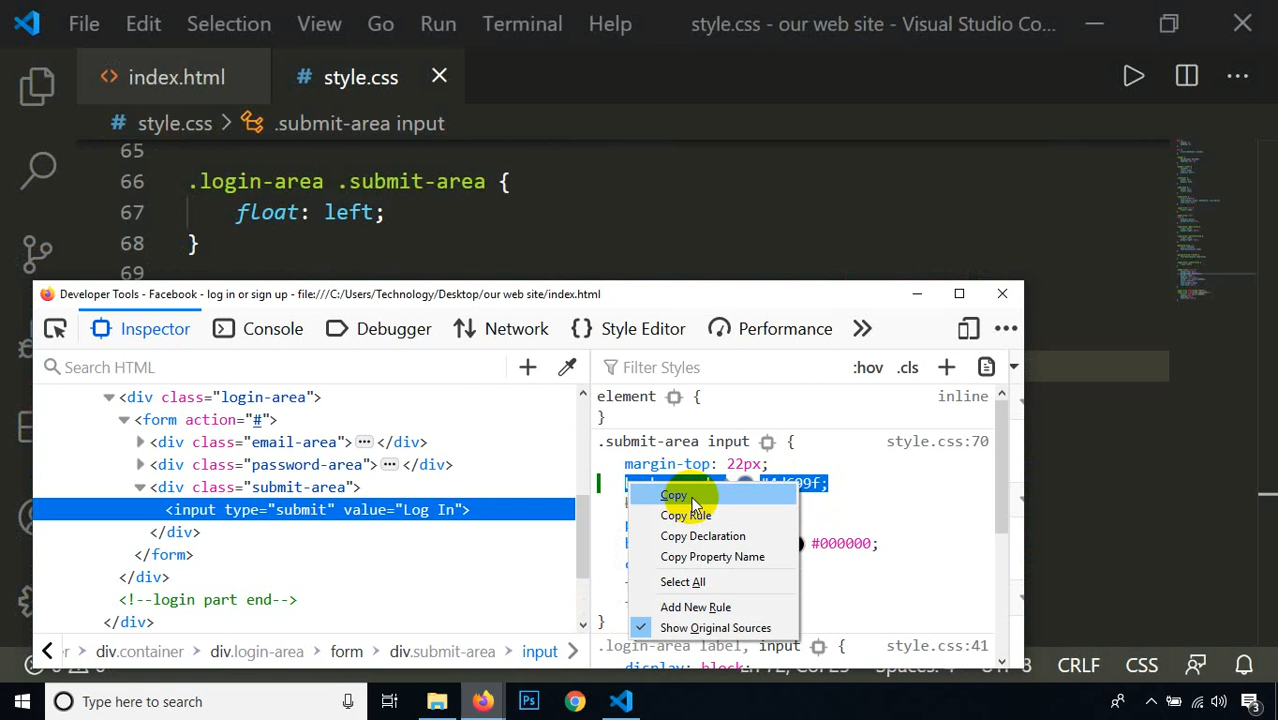 File Edit Selection View Go Run Terminal Help style.css - our web site - Visual Studio Co...
index.html style.css
style.css .submit-area input
65
66 .login-area .submit-area {
67 float: left;
68 }
69
Developer Tools - Facebook - log in or sign up - file:///C:/Users/Technology/Desktop/our web site/index.html
Inspector Console Debugger Network Style Editor Performance
Search HTML
Filter Styles :hov .cls
<div class="login-area">
<form action="#">
<div class="email-area"> </div>
<div class="password-area"> </div>
<div class="submit-area">
<input type="submit" value="Log In">
</div>
</form>
</div>
<!--login part end-->
</div>
element { inline
}
.submit-area input { style.css:70
margin-top: 22px;
#4d699f;
#000000;
}
.login-area label, input { style.css:41
display: block;
Copy
Copy Rule
Copy Declaration
Copy Property Name
Select All
Add New Rule
Show Original Sources
div.container div.login-area form div.submit-area input
CRLF CSS
Type here to search
3